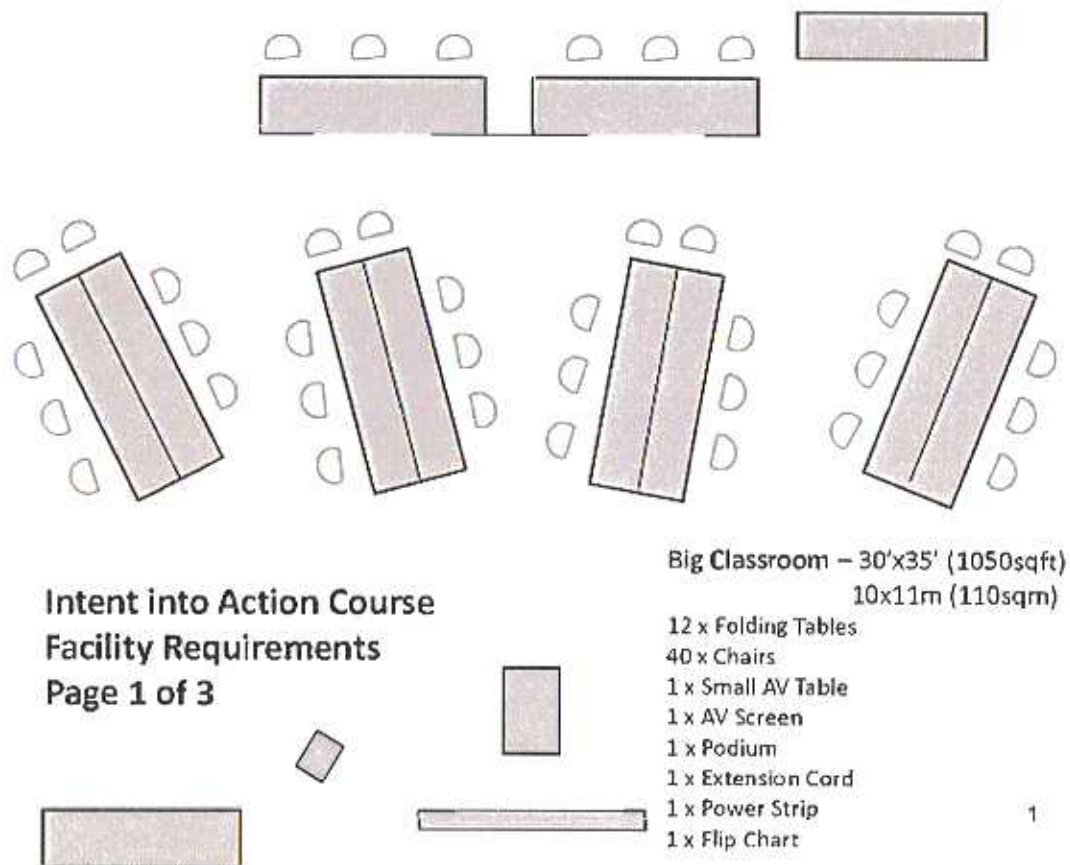 Big Classroom – 30'x35' (1050sqft)
10x11m (110sqm)
Intent into Action Course
Facility Requirements
Page 1 of 3
12 x Folding Tables
40 x Chairs
1 x Small AV Table
1 x AV Screen
1 x Podium
1 x Extension Cord
1 x Power Strip
1 x Flip Chart
1